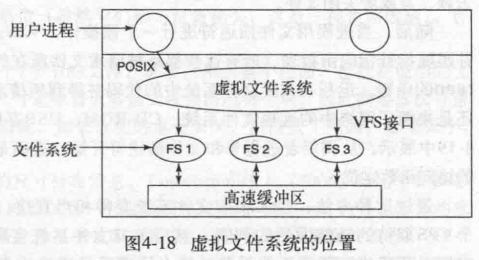 用户进程
POSIX
虚拟文件系统
VFS接口
文件系统
FS 1
FS 2
FS 3
高速缓冲区
图4-18 虚拟文件系统的位置